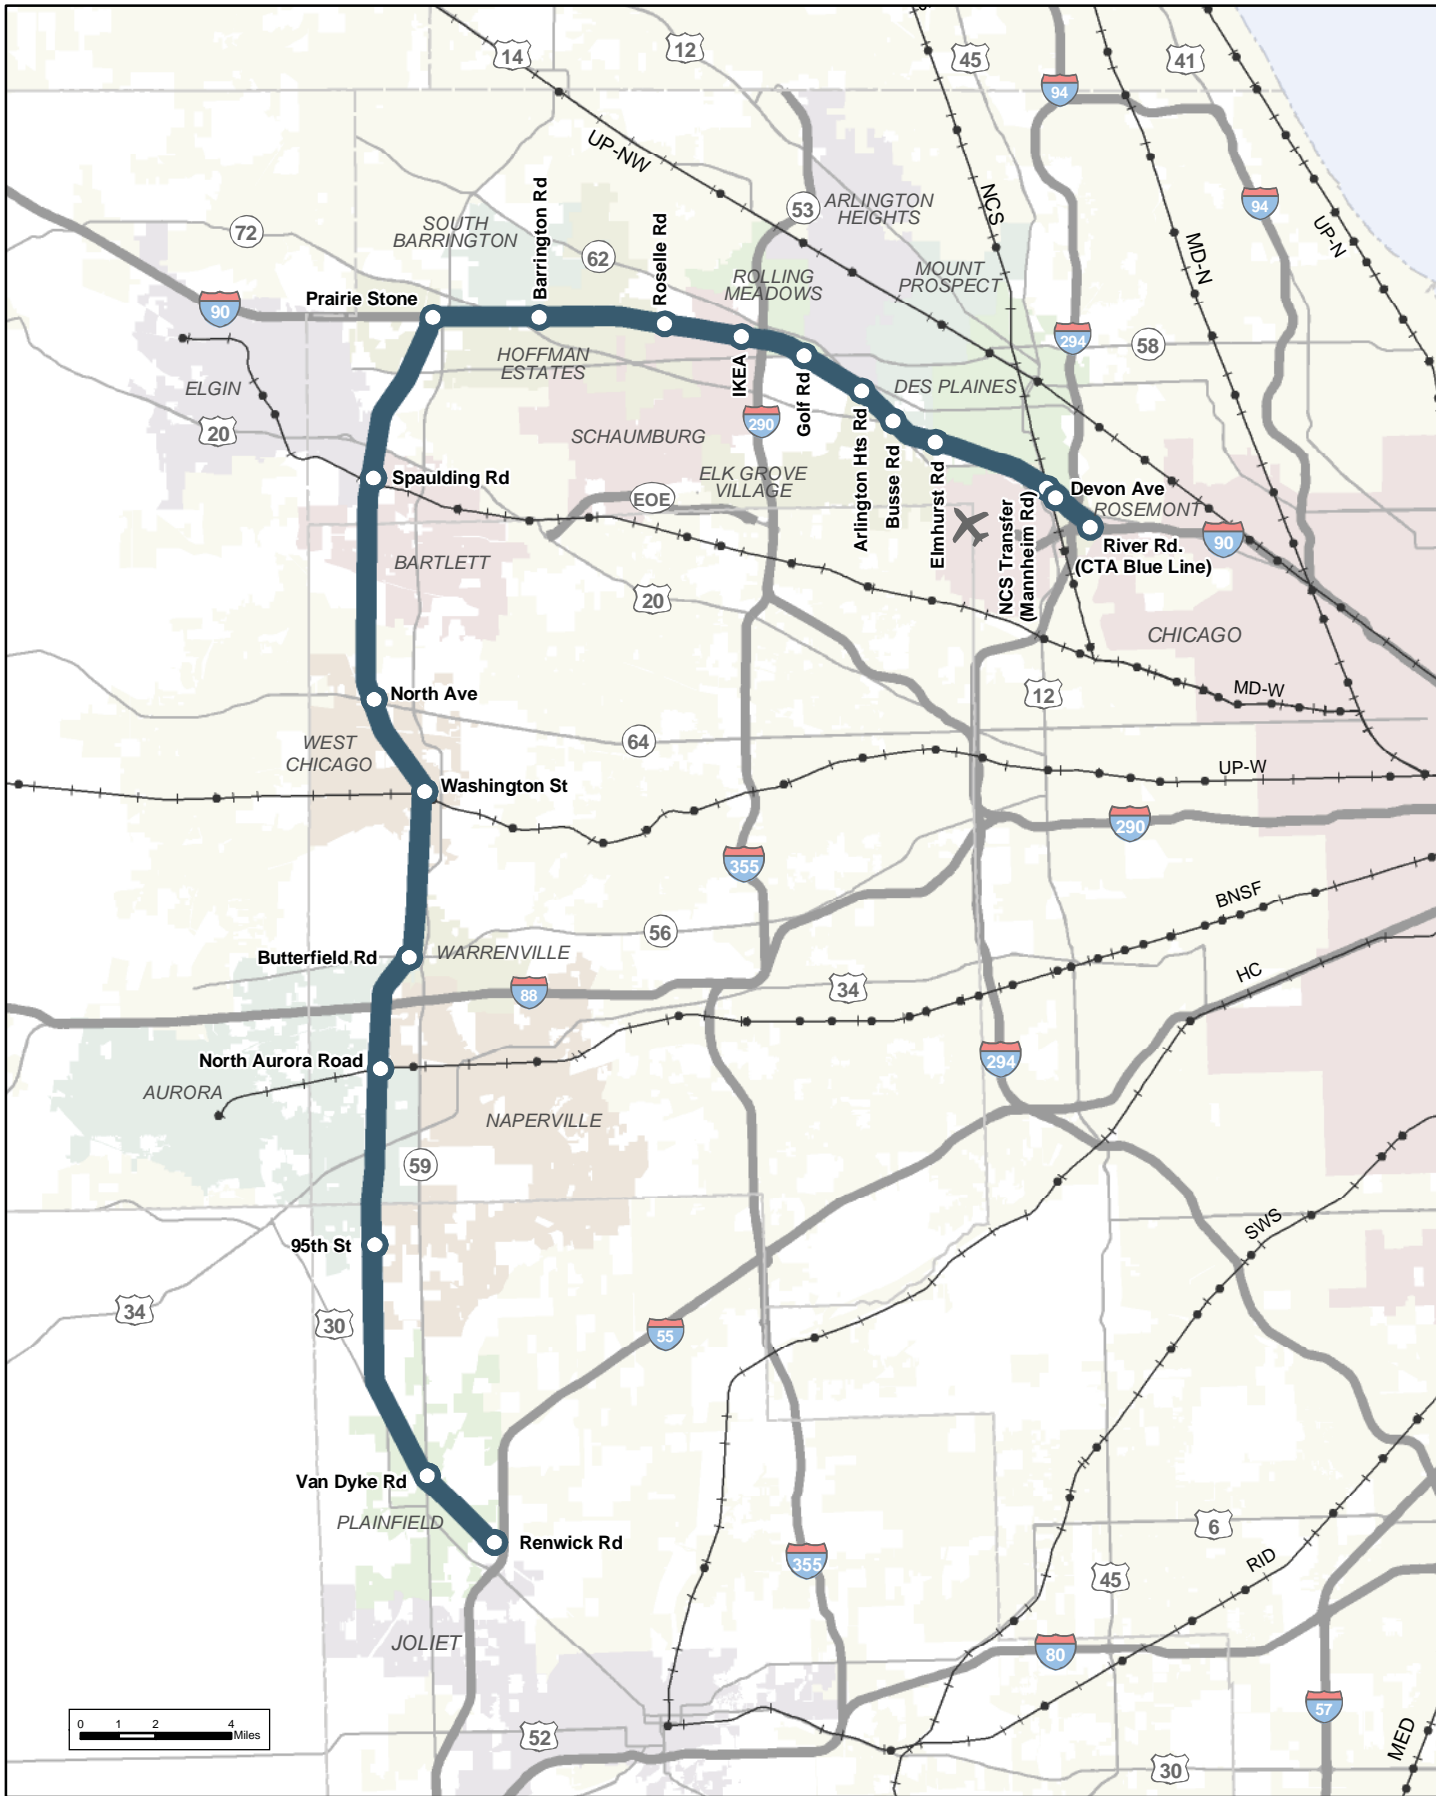 14
12
45
41
94
UP-NW
NCS
94
53
ARLINGTON
HEIGHTS
MD-N
UP-N
72
SOUTH
BARRINGTON
Barrington Rd
62
Roselle Rd
ROLLING
MEADOWS
MOUNT
PROSPECT
90
Prairie Stone
294
58
HOFFMAN
ESTATES
IKEA
Golf Rd
DES PLAINES
ELGIN
20
SCHAUMBURG
290
Arlington Hts Rd
Busse Rd
Elmhurst Rd
Spaulding Rd
ELK GROVE
VILLAGE
EOE
Devon Ave
ROSEMONT
NCS Transfer
(Mannheim Rd)
River Rd.
(CTA Blue Line)
90
BARTLETT
20
CHICAGO
North Ave
12
MD-W
WEST
CHICAGO
64
UP-W
Washington St
290
355
BNSF
56
Butterfield Rd
WARRENVILLE
HC
88
34
North Aurora Road
294
AURORA
NAPERVILLE
59
SWS
95th St
34
30
55
Van Dyke Rd
PLAINFIELD
Renwick Rd
6
355
RID
45
JOLIET
80
57
0 1 2 4
Miles
52
MED
30